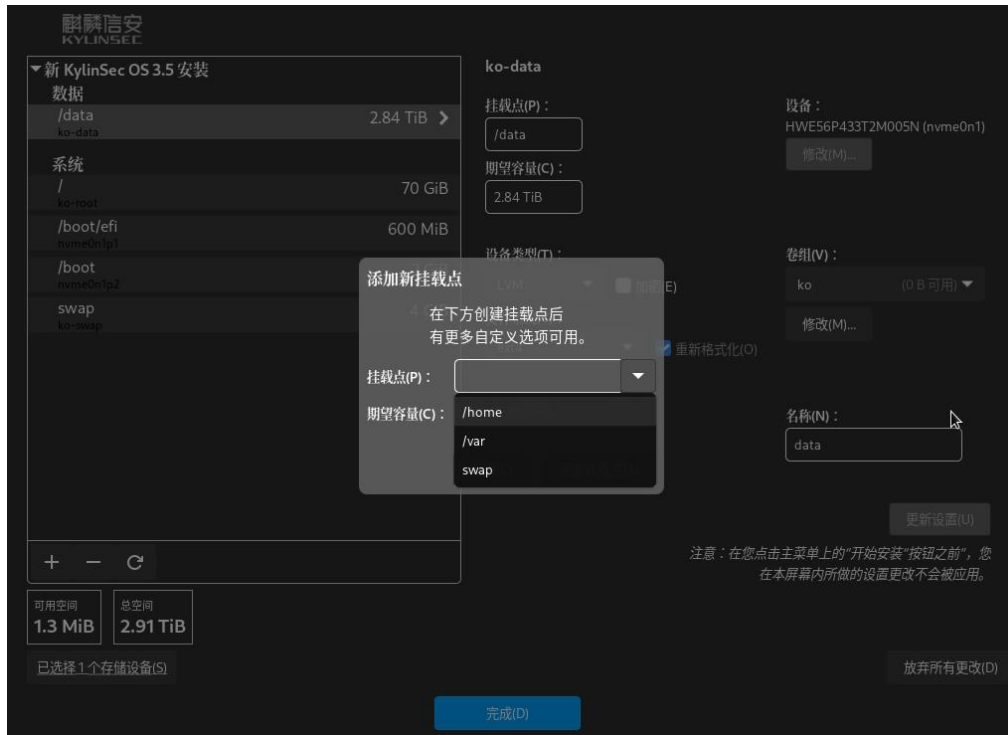 麒麟信安
KYLINSEC
新 KylinSec OS 3.5 安装
数据
/data
2.84 TiB
ko-data
系统
/
70 GiB
ko-root
/boot/efi
600 MiB
nvme0n1p1
/boot
nvme0n1p2
swap
ko-swap
+ − 
可用空间
1.3 MiB
总空间
2.91 TiB
已选择 1 个存储设备(S)
ko-data
挂载点(P)：
/data
期望容量(C)：
2.84 TiB
设备类型(T)：
LVM
加密(E)
重新格式化(O)
设备：
HWE56P433T2M005N (nvme0n1)
修改(M)...
卷组(V)：
ko
(0 B 可用)
修改(M)...
名称(N)：
data
更新设置(U)
注意：在您点击主菜单上的“开始安装”按钮之前"，您
在本屏幕内所做的设置更改不会被应用。
放弃所有更改(D)
完成(D)
添加新挂载点
在下方创建挂载点后
有更多自定义选项可用。
挂载点(P)：
期望容量(C)：
/home
/var
swap